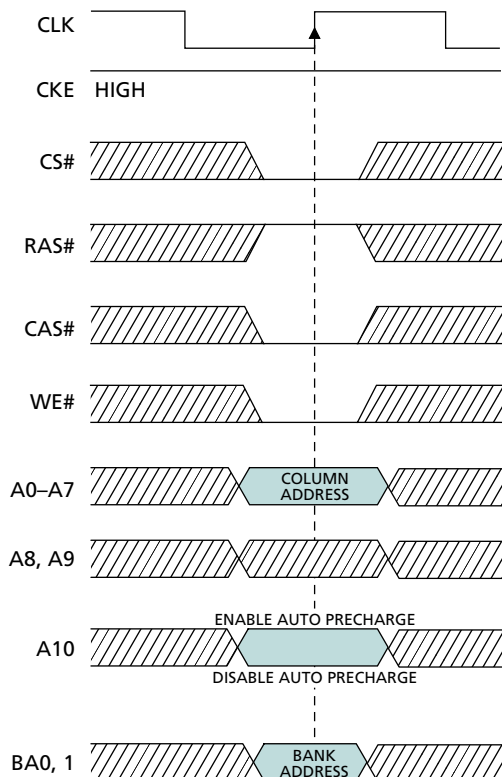 CLK
CKE HIGH
CS#
RAS#
CAS#
WE#
A0–A7
COLUMN
ADDRESS
A8, A9
ENABLE AUTO PRECHARGE
A10
DISABLE AUTO PRECHARGE
BA0, 1
BANK
ADDRESS